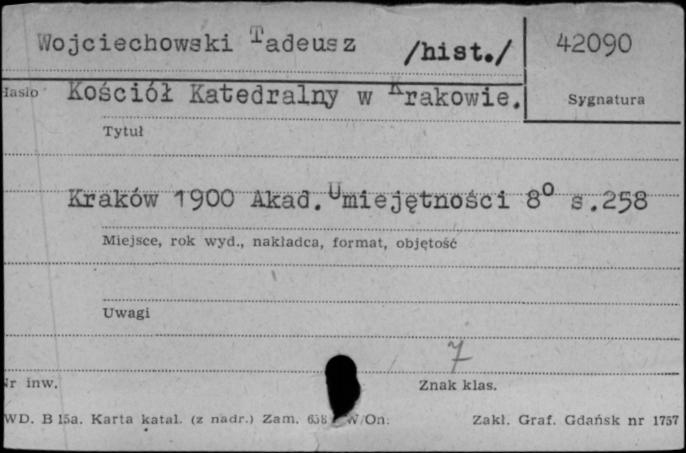 Wojciechowski Tadeusz /hist./ 42090
Hasło Kościół Katedralny w Krakowie. Sygnatura
Tytuł
Kraków 1900 Akad. Umiejętności 8° s.258
Miejsce, rok wyd., nakładca, format, objętość
Uwagi
7
Nr inw. Znak klas.
WD. B 15a. Karta katal. (z nadr.) Zam. W/On. Zakł. Graf. Gdańsk nr 1757